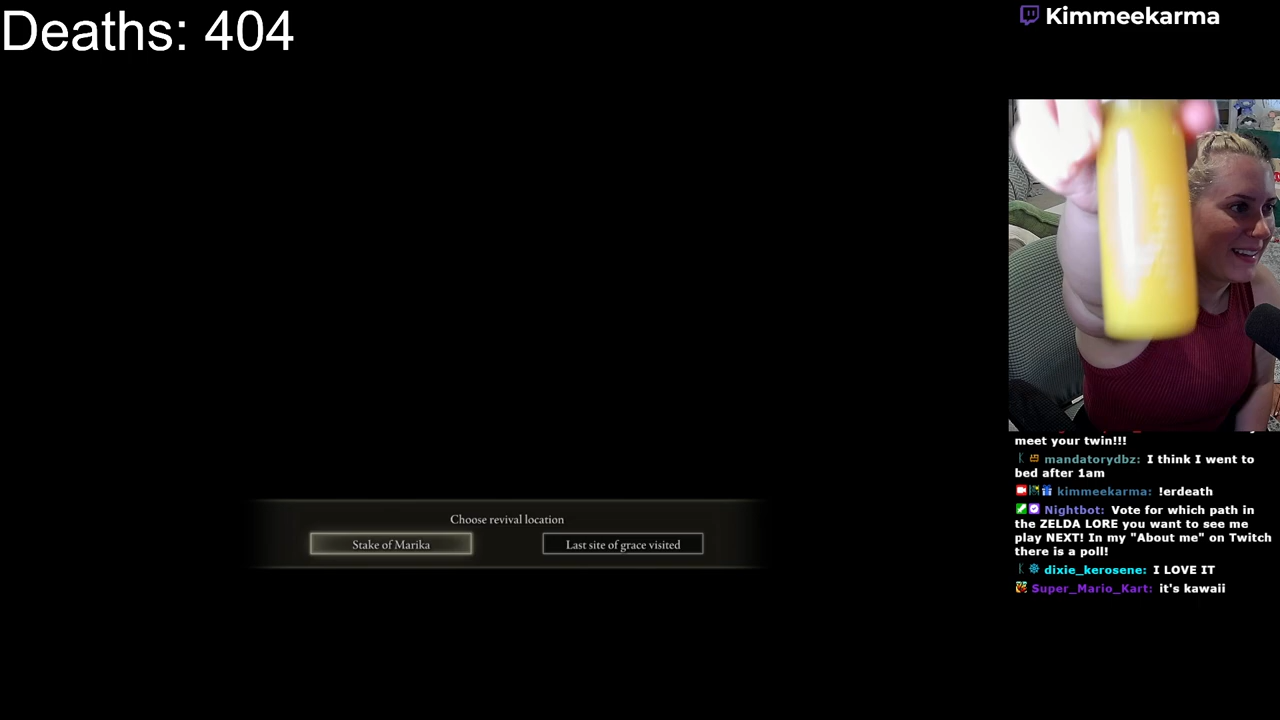 Deaths: 404
Kimmeekarma
meet your twin!!!
mandatorydbz: I think I went to
bed after 1am
kimmeekarma: !erdeath
Nightbot: Vote for which path in
the ZELDA LORE you want to see me
play NEXT! In my "About me" on Twitch
there is a poll!
dixie_kerosene: I LOVE IT
Super_Mario_Kart: it's kawaii
Choose revival location
Stake of Marika
Last site of grace visited